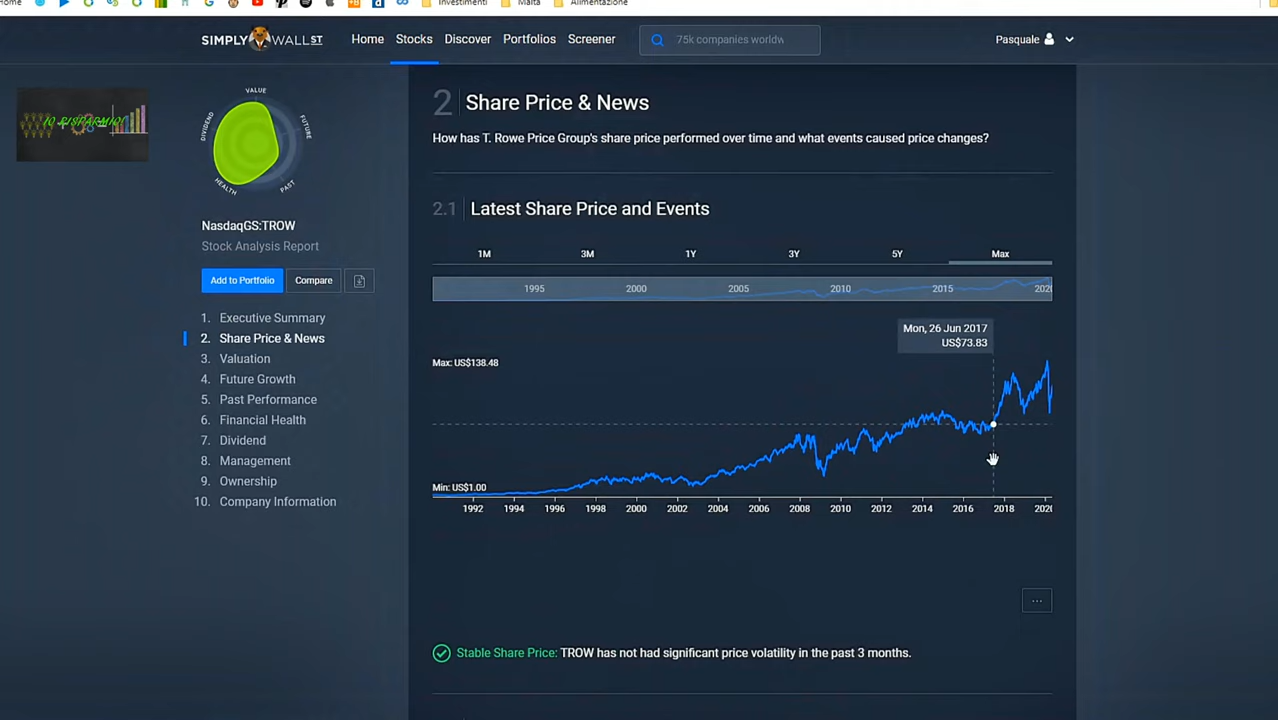 Home
Investimenti
Malta
Alimentazione
SIMPLY WALL ST
Home Stocks Discover Portfolios Screener
75k companies worldw
Pasquale
IO RISPARMIO!
VALUE
FUTURE
PAST
HEALTH
DIVIDEND
NasdaqGS:TROW
Stock Analysis Report
Add to Portfolio
Compare
1. Executive Summary
2. Share Price & News
3. Valuation
4. Future Growth
5. Past Performance
6. Financial Health
7. Dividend
8. Management
9. Ownership
10. Company Information
2 Share Price & News
How has T. Rowe Price Group's share price performed over time and what events caused price changes?
2.1 Latest Share Price and Events
1M 3M 1Y 3Y 5Y Max
1995 2000 2005 2010 2015 2020
Mon, 26 Jun 2017
US$73.83
Max: US$138.48
Min: US$1.00
1992 1994 1996 1998 2000 2002 2004 2006 2008 2010 2012 2014 2016 2018 2020
...
Stable Share Price: TROW has not had significant price volatility in the past 3 months.